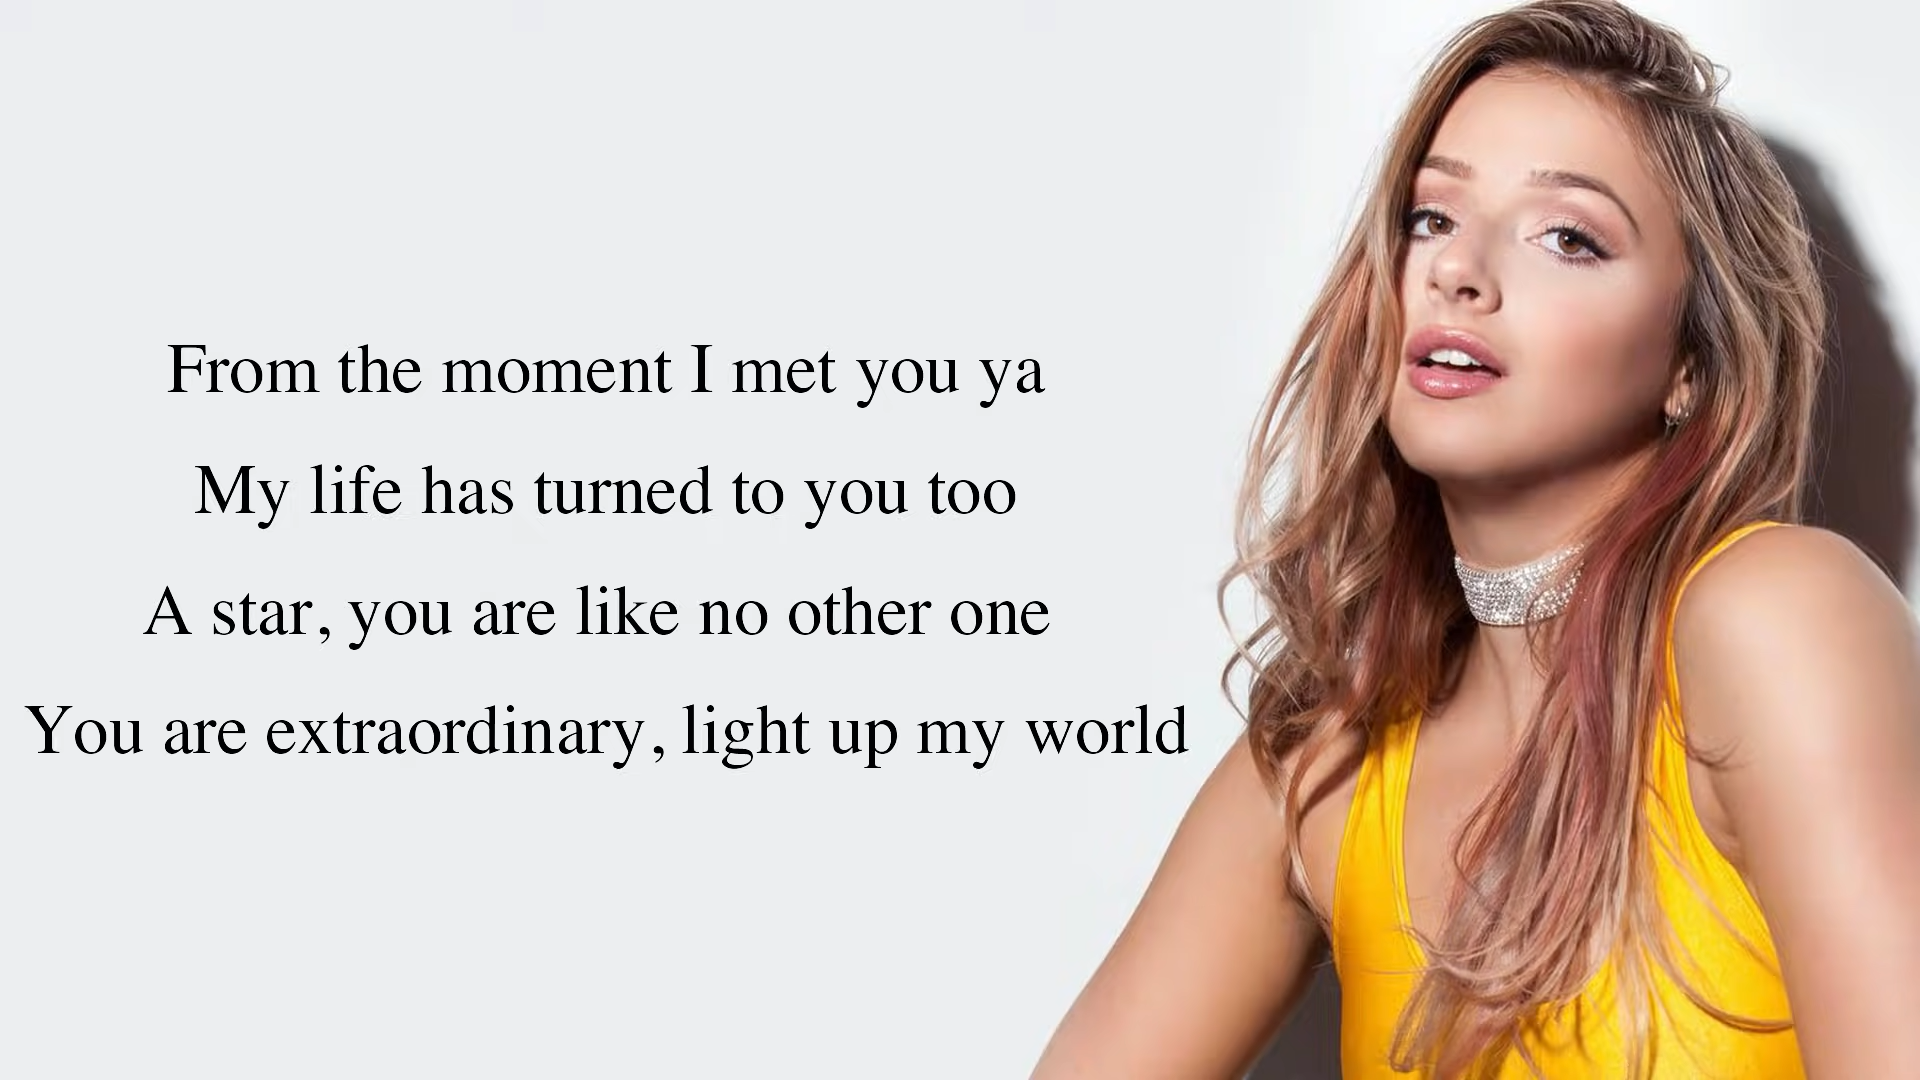 From the moment I met you ya
My life has turned to you too
A star, you are like no other one
You are extraordinary, light up my world